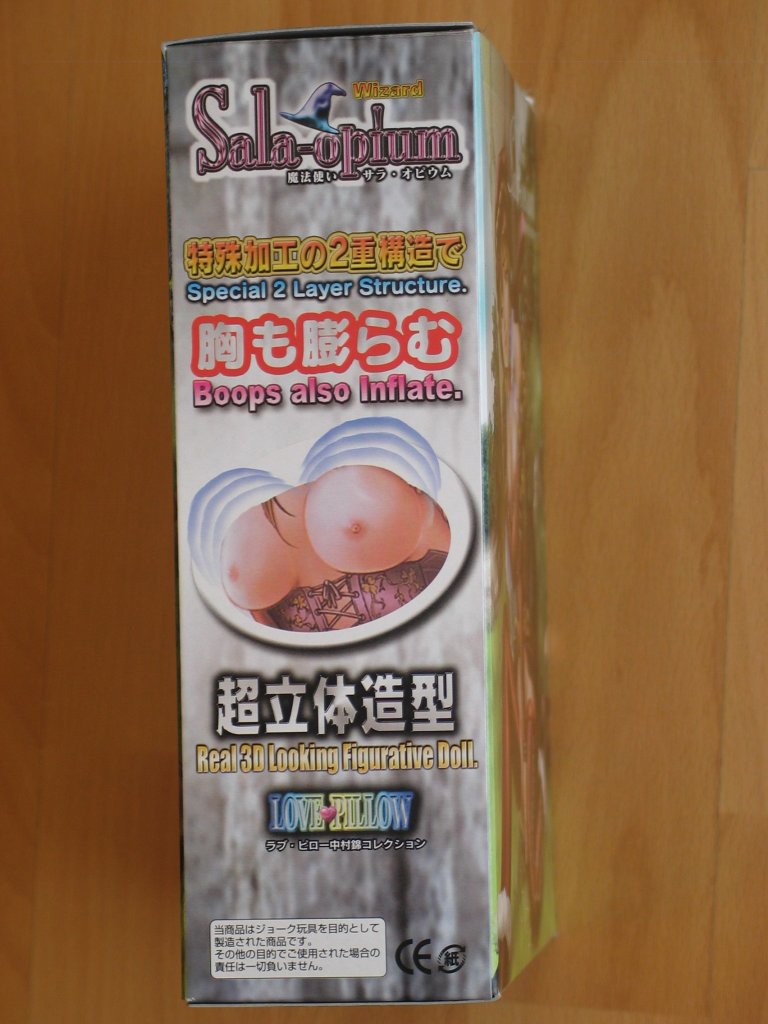 Wizard
Sala-opium
魔法使い サラ・オピウム
特殊加工の2重構造で
Special 2 Layer Structure.
胸も膨らむ
Boops also Inflate.
超立体造型
Real 3D Looking Figurative Doll.
LOVE PILLOW
ラブ・ピロー中村錦コレクション
当商品はジョーク玩具を目的として
製造された商品です。
その他の目的でご使用された場合の
責任は一切負いません。
CE 紙